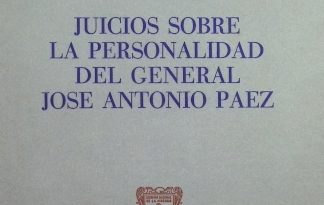 JUICIOS SOBRE
LA PERSONALIDAD
DEL GENERAL
JOSE ANTONIO PAEZ